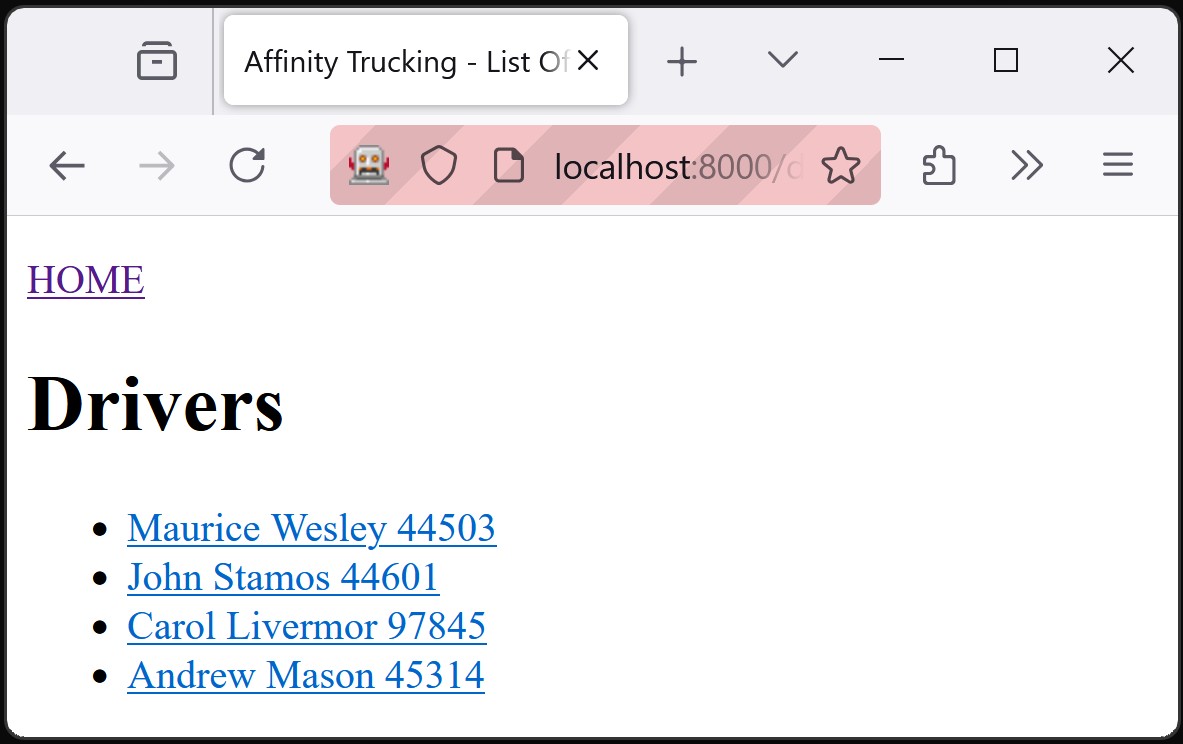 Affinity Trucking - List Of
localhost:8000/d
HOME
Drivers
Maurice Wesley 44503
John Stamos 44601
Carol Livermor 97845
Andrew Mason 45314